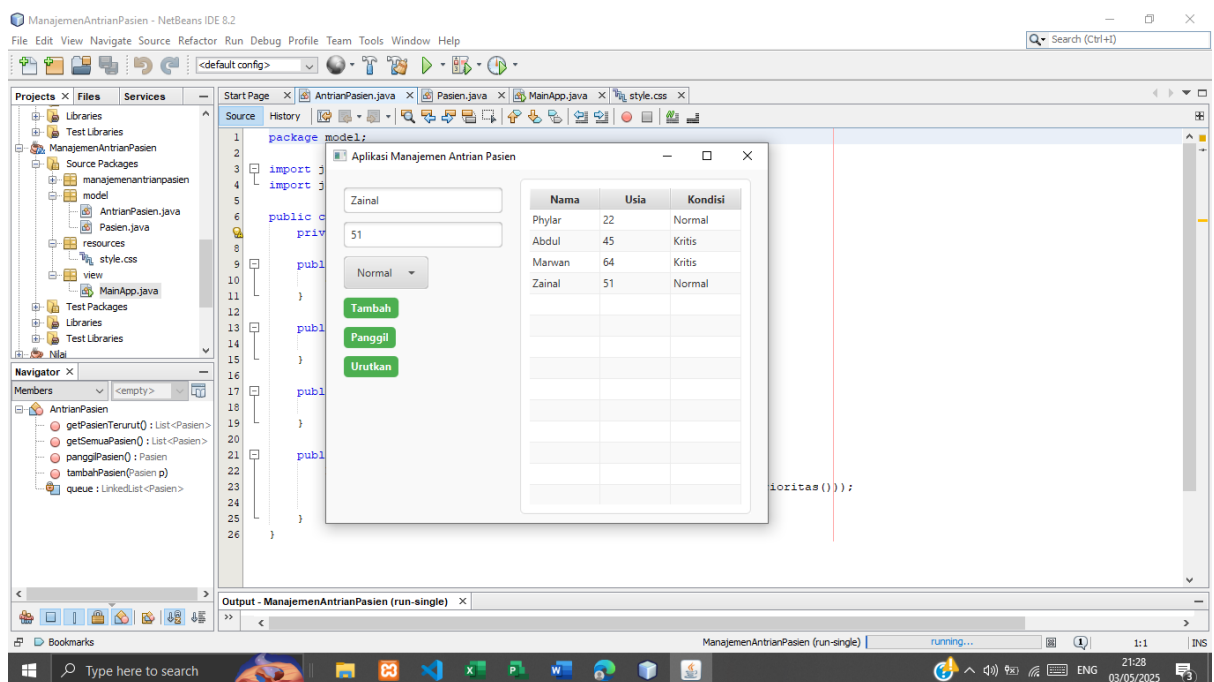 ManajemenAntrianPasien - NetBeans IDE 8.2
File Edit View Navigate Source Refactor Run Debug Profile Team Tools Window Help
Search (Ctrl+I)
<default config>
Projects Files Services
Start Page AntrianPasien.java Pasien.java MainApp.java style.css
Source History
Libraries
Test Libraries
ManajemenAntrianPasien
Source Packages
manajemenantrianpasien
model
AntrianPasien.java
Pasien.java
resources
style.css
view
MainApp.java
Test Packages
Libraries
Test Libraries
Nilai
Navigator
Members <empty>
AntrianPasien
getPasienTerurut() : List<Pasien>
getSemuaPasien() : List<Pasien>
panggilPasien() : Pasien
tambahPasien(Pasien p)
queue : LinkedList<Pasien>
1 package model;
2
3 import j
4 import j
5
6 public c
priv
8
9 publ
10
11 }
12
13 publ
14
15 }
16
17 publ
18
19 }
20
21 publ
22
23 ioritas());
24
25 }
26 }
Aplikasi Manajemen Antrian Pasien
Zainal
51
Normal
Tambah
Panggil
Urutkan
Nama Usia Kondisi
Phylar 22 Normal
Abdul 45 Kritis
Marwan 64 Kritis
Zainal 51 Normal
Output - ManajemenAntrianPasien (run-single)
Bookmarks
ManajemenAntrianPasien (run-single) running... 1 1:1 INS
Type here to search
ENG
21:28
03/05/2025